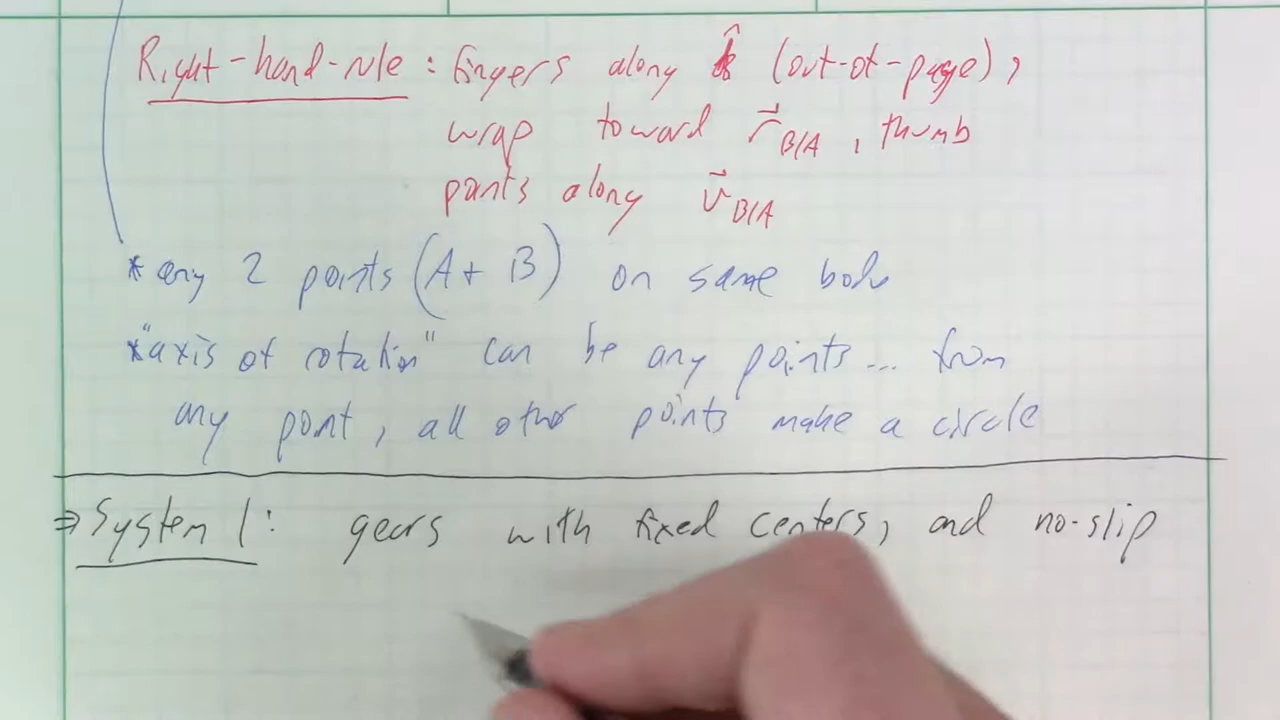 Right-hand-rule: fingers along k̂ (out-of-page),
wrap toward r⃗ B/A, thumb
points along v⃗ B/A
* any 2 points (A + B) on same body
* "axis of rotation" can be any points... from
any point, all other points make a circle
⇒ System 1: gears with fixed centers, and no-slip